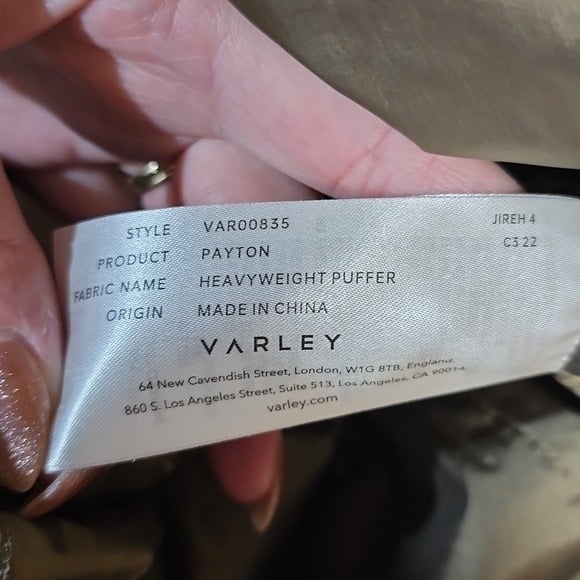 STYLE VAR00835 JIREH 4
PRODUCT PAYTON C3 22
FABRIC NAME HEAVYWEIGHT PUFFER
ORIGIN MADE IN CHINA
VARLEY
64 New Cavendish Street, London, W1G 8TB, England.
860 S. Los Angeles Street, Suite 513, Los Angeles, CA 90014.
varley.com